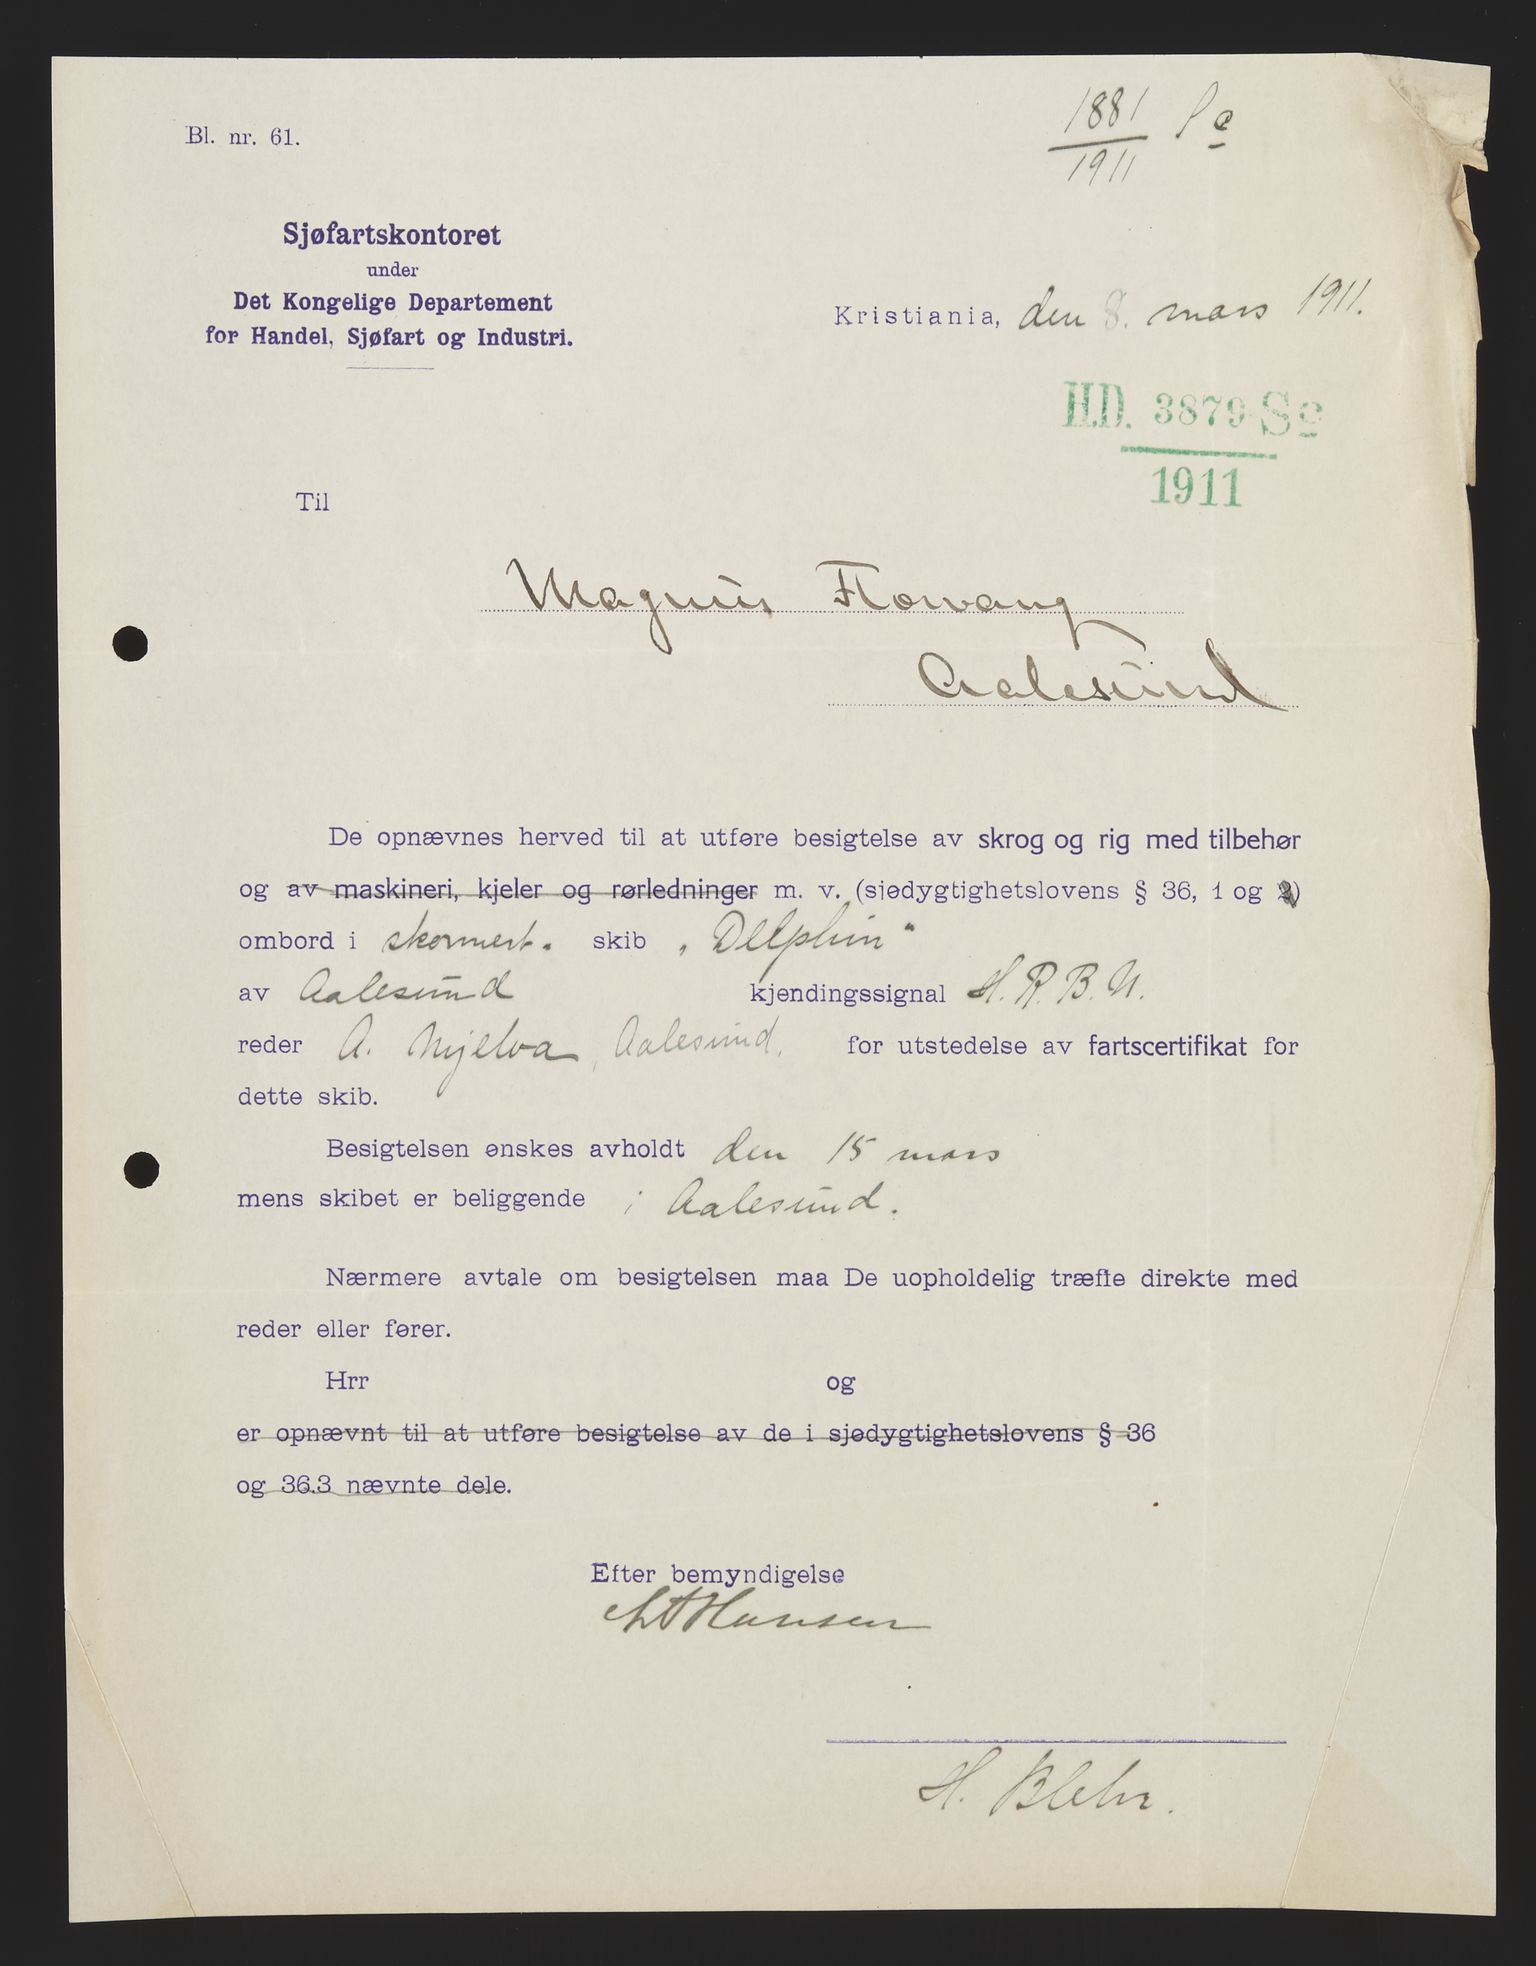 Bl. nr. 61.
1881
1911
Sjøfartskontoret
under
Det Kongelige Departement
for Handel, Sjøfart og Industri.
Kristiania, den 8. mars 1911.
H.D. 3879 Sc
1911
Til
Magnus Flowang
Aalesund
De opnævnes herved til at utføre besigtelse av skrog og rig med tilbehør
og av maskineri, kjeler og rørledninger m. v. (sjødygtighetslovens § 36, 1 og 2)
ombord i skonnert. skib „Delphin"
av Aalesund kjendingssignal H. R. B. N.
reder A. Mjelva, Aalesund. for utstedelse av fartscertifikat for
dette skib.
Besigtelsen ønskes avholdt den 15 mars
mens skibet er beliggende i Aalesund.
Nærmere avtale om besigtelsen maa De uopholdelig træffe direkte med
reder eller fører.
Hrr og
er opnævnt til at utføre besigtelse av de i sjødygtighetslovens § 36
og 36.3 nævnte dele.
Efter bemyndigelse
Hansen
H. Blehr.